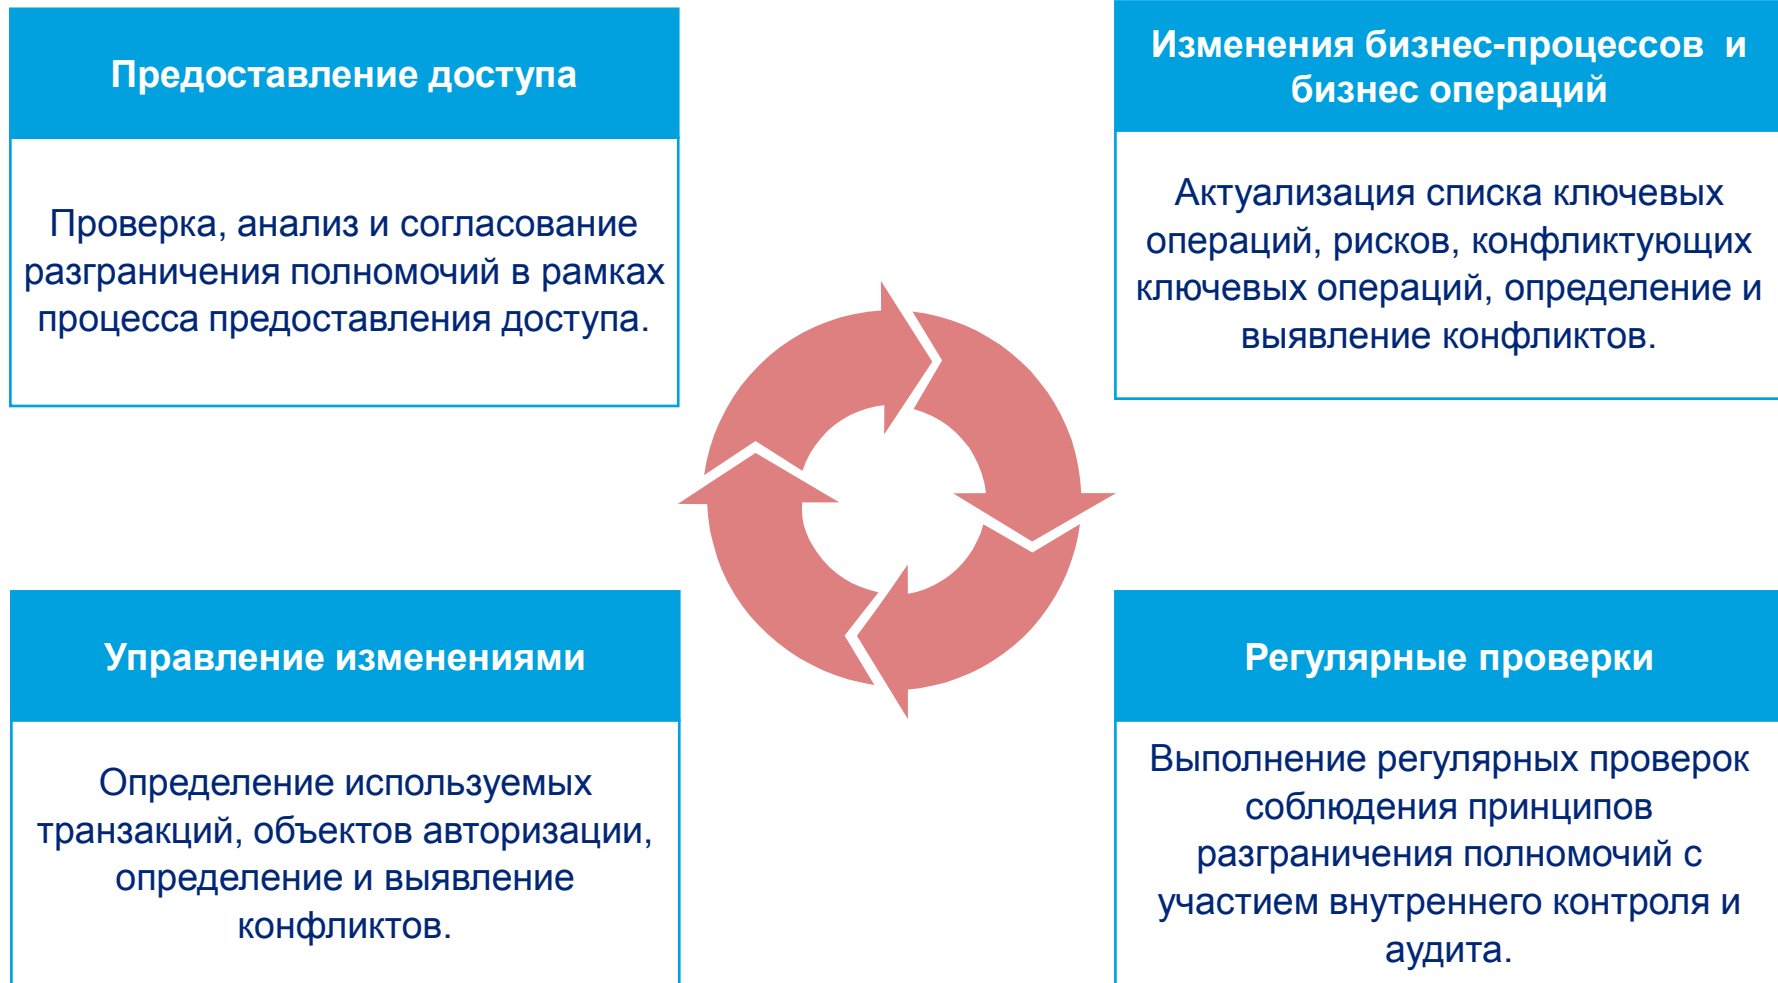 Предоставление доступа
Проверка, анализ и согласование
разграничения полномочий в рамках
процесса предоставления доступа.
Изменения бизнес-процессов  и
бизнес операций
Актуализация списка ключевых
операций, рисков, конфликтующих
ключевых операций, определение и
выявление конфликтов.
Управление изменениями
Определение используемых
транзакций, объектов авторизации,
определение и выявление
конфликтов.
Регулярные проверки
Выполнение регулярных проверок
соблюдения принципов
разграничения полномочий с
участием внутреннего контроля и
аудита.